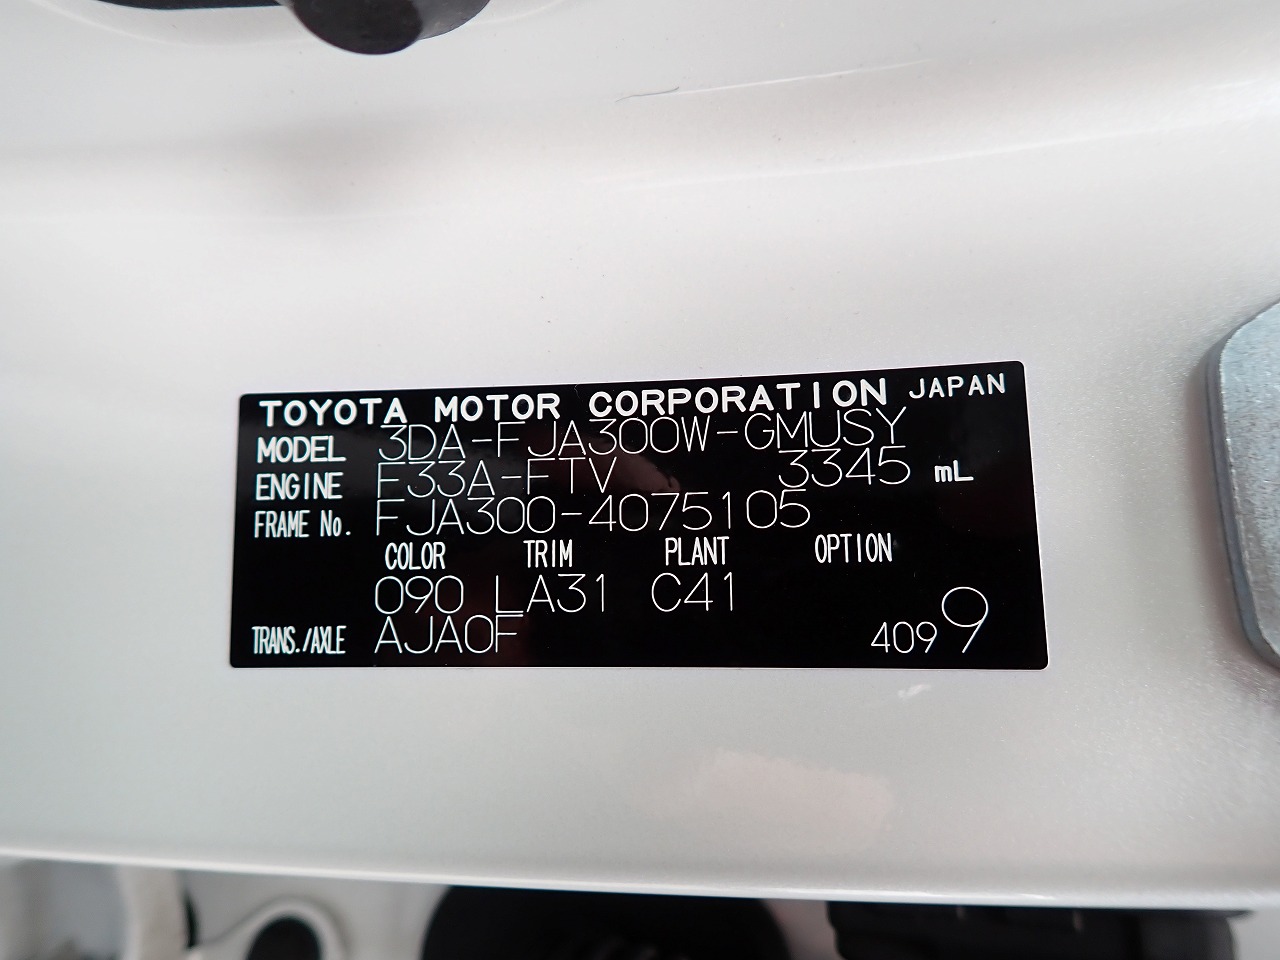 TOYOTA MOTOR CORPORATION JAPAN
MODEL 3DA-FJA300W-GMUSY
ENGINE F33A-FTV 3345 mL
FRAME No. FJA300-4075105
COLOR TRIM PLANT OPTION
090 LA31 C41
TRANS./AXLE AJA0F 409 9